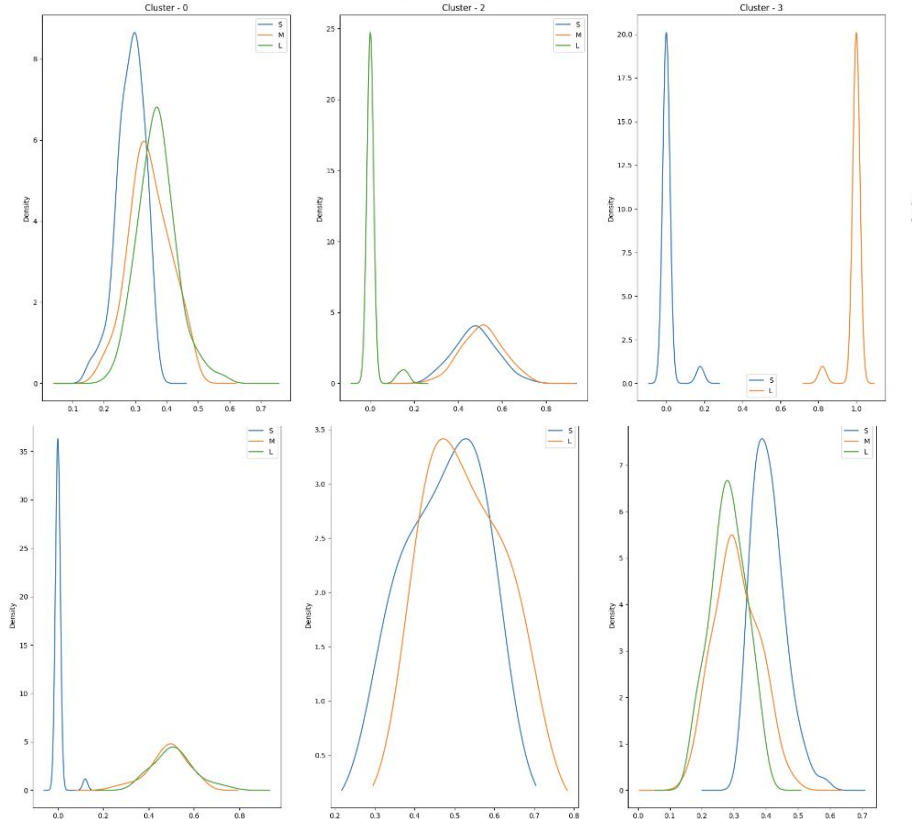 Cluster - 0
S
M
L
Density
8
6
4
2
0
0.1 0.2 0.3 0.4 0.5 0.6 0.7
Cluster - 2
S
M
L
Density
25
20
15
10
5
0
0.0 0.2 0.4 0.6 0.8
Cluster - 3
Density
20.0
17.5
15.0
12.5
10.0
7.5
5.0
2.5
0.0
S
L
0.0 0.2 0.4 0.6 0.8 1.0
S
M
L
Density
35
30
25
20
15
10
5
0
0.0 0.2 0.4 0.6 0.8
S
L
Density
3.5
3.0
2.5
2.0
1.5
1.0
0.5
0.2 0.3 0.4 0.5 0.6 0.7 0.8
S
M
L
Density
7
6
5
4
3
2
1
0
0.0 0.1 0.2 0.3 0.4 0.5 0.6 0.7